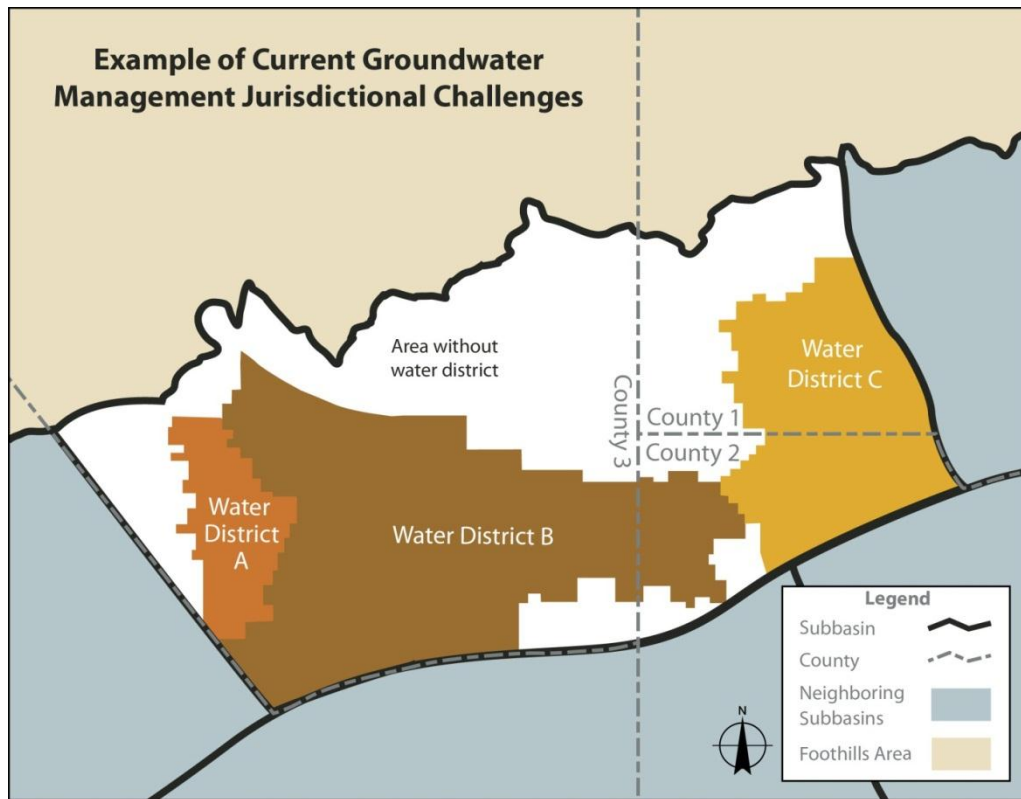 Example of Current Groundwater
Management Jurisdictional Challenges
Area without
water district
Water
District C
County 3
County 1
County 2
Water
District
A
Water District B
Legend
Subbasin
County
Neighboring
Subbasins
Foothills Area
N